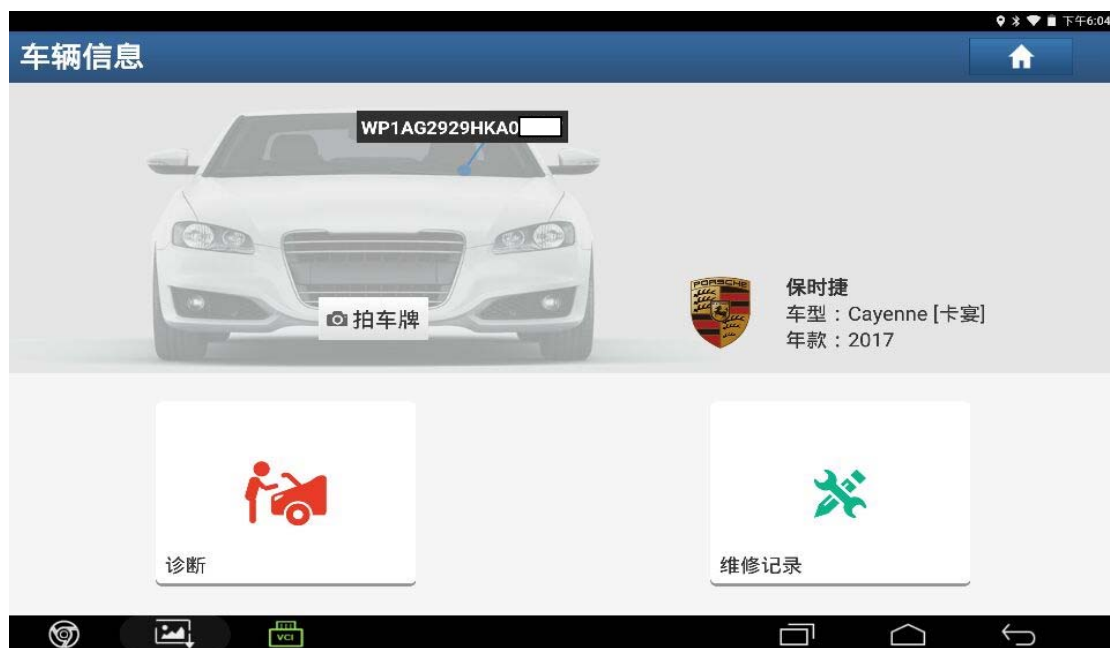 下午6:04
车辆信息
WP1AG2929HKA0
拍车牌
PORSCHE
保时捷
车型：Cayenne [卡宴]
年款：2017
诊断
维修记录
VCI